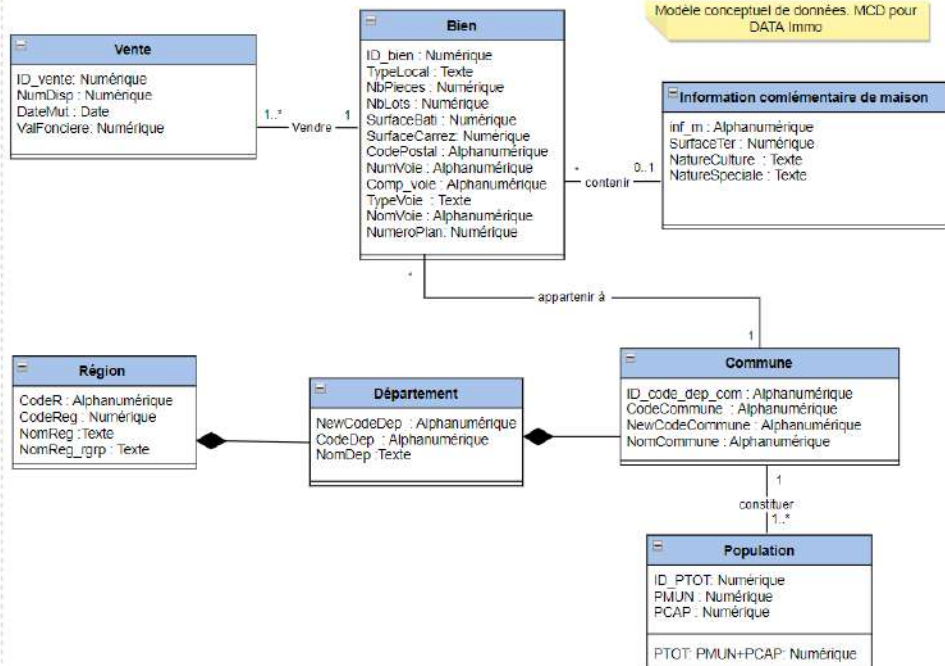 Modèle conceptuel de données. MCD pour
DATA Immo
Vente
ID_vente: Numérique
NumDisp : Numérique
DateMut : Date
ValFonciere: Numérique
1..*
Vendre
1
Bien
ID_bien : Numérique
TypeLocal : Texte
NbPieces : Numérique
NbLots : Numérique
SurfaceBati : Numérique
SurfaceCarrez: Numérique
CodePostal : Alphanumérique
NumVoie : Alphanumérique
Comp_voie : Alphanumérique
TypeVoie : Texte
NomVoie : Alphanumérique
NumeroPlan: Numérique
*
contenir
0..1
Information comlémentaire de maison
inf_m : Alphanumérique
SurfaceTer : Numérique
NatureCulture : Texte
NatureSpeciale : Texte
*
appartenir à
1
Région
CodeR : Alphanumérique
CodeReg : Numérique
NomReg :Texte
NomReg_rgrp : Texte
Département
NewCodeDep : Alphanumérique
CodeDep : Alphanumérique
NomDep :Texte
Commune
ID_code_dep_com : Alphanumérique
CodeCommune : Alphanumérique
NewCodeCommune : Alphanumérique
NomCommune : Alphanumérique
1
constituer
1..*
Population
ID_PTOT: Numérique
PMUN : Numérique
PCAP : Numérique
PTOT: PMUN+PCAP: Numérique